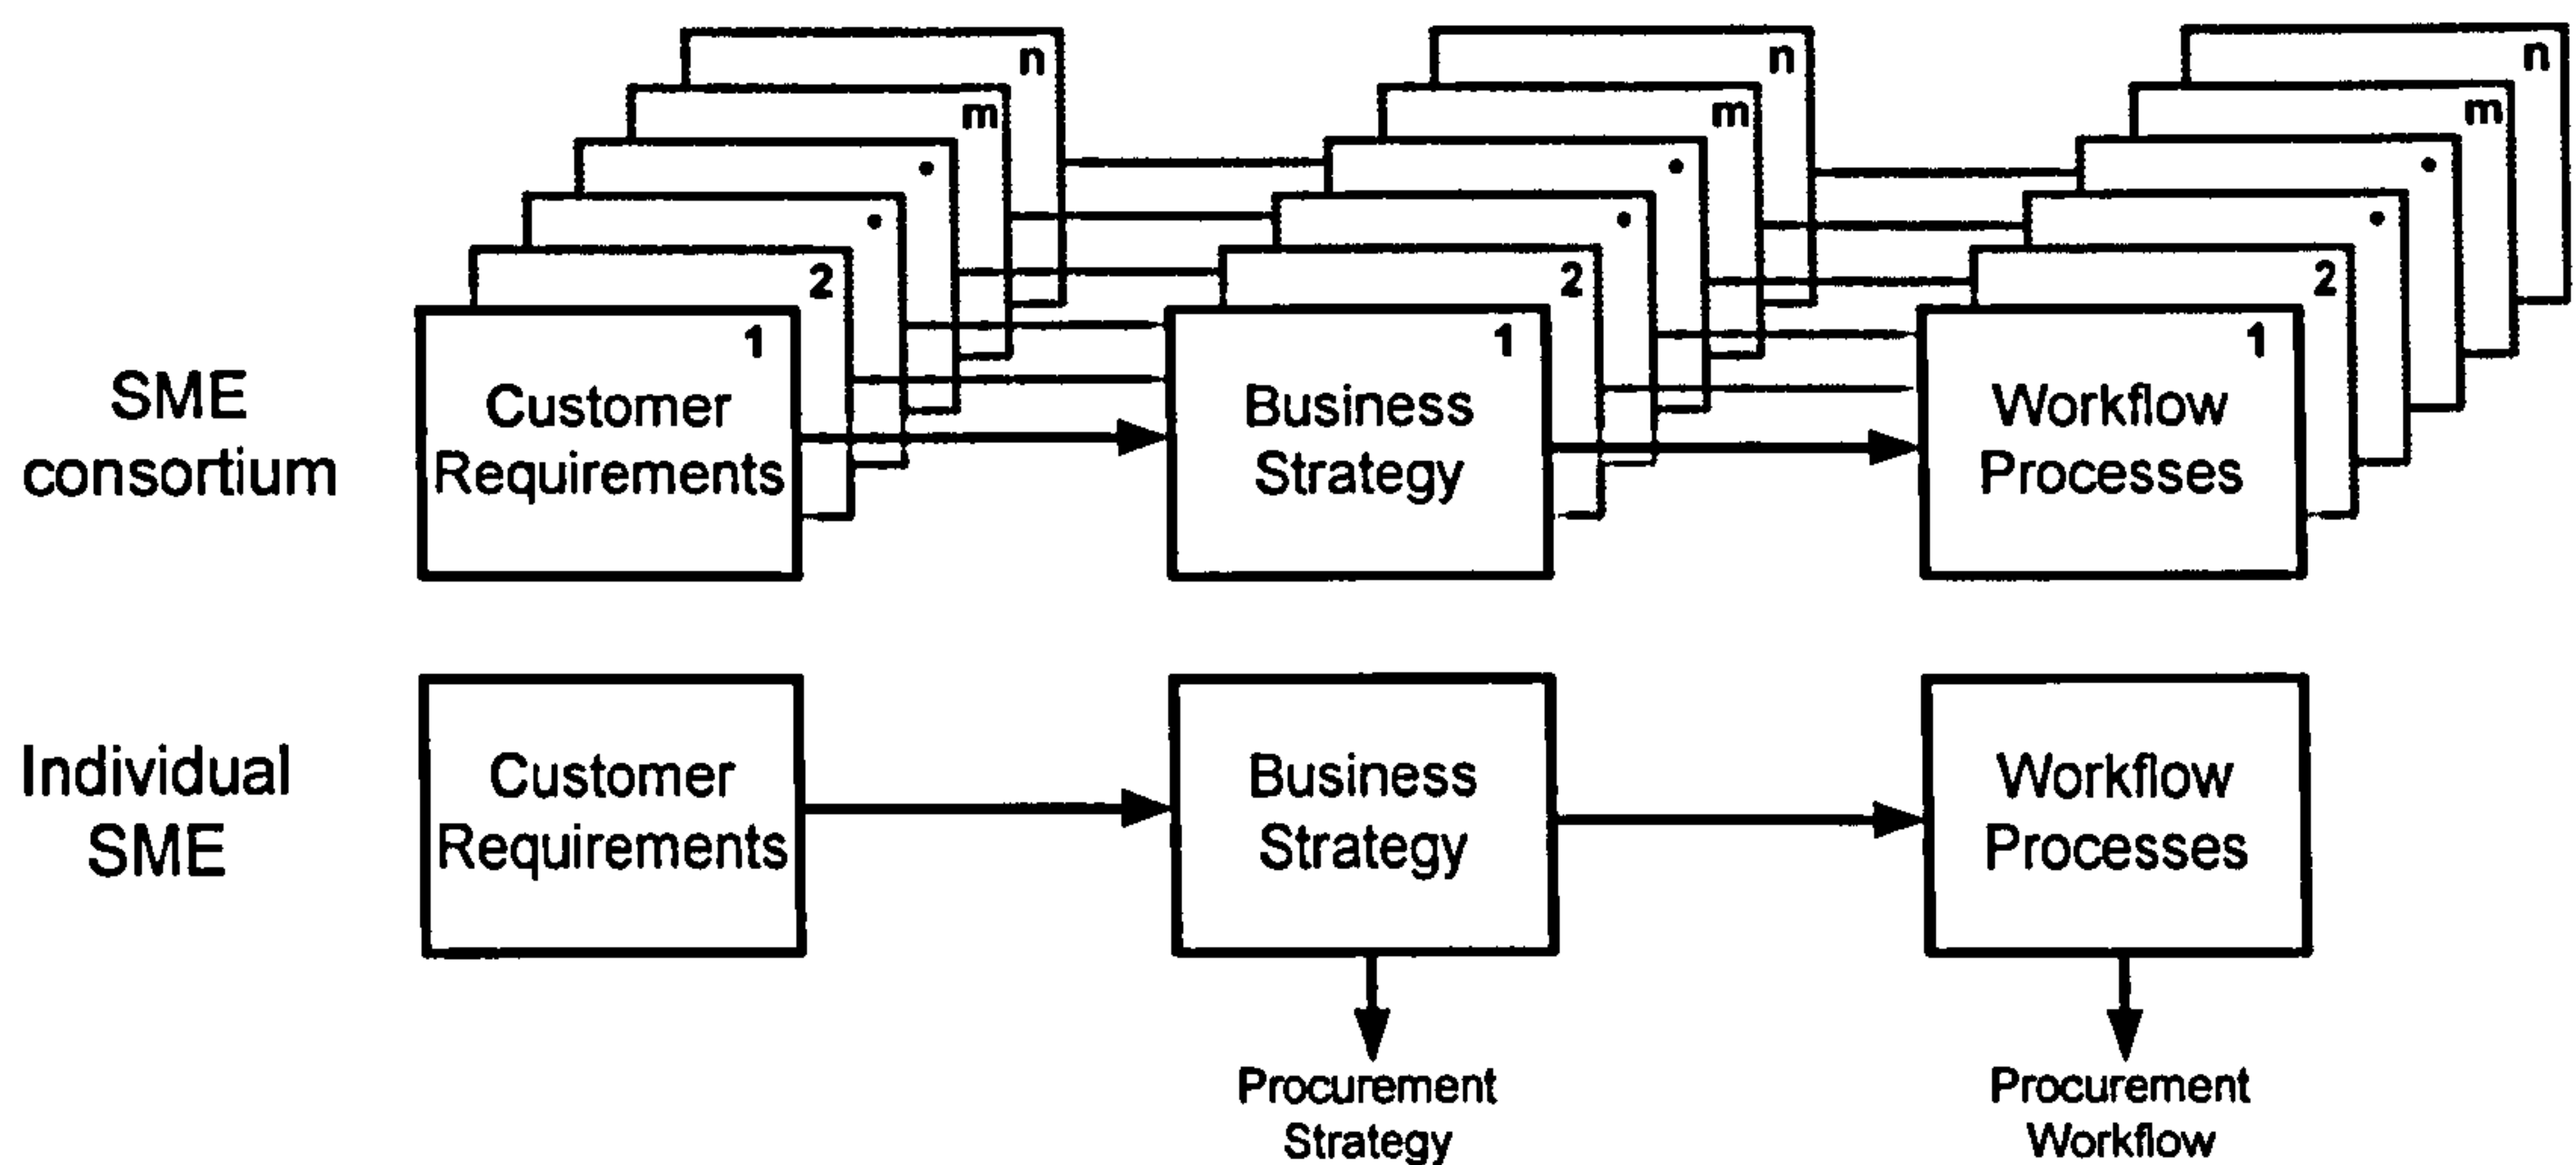 n
m
•
•
2
1
Customer
Requirements
n
m
•
•
2
1
Business
Strategy
n
m
•
•
2
1
Workflow
Processes
SME
consortium
Individual
SME
Customer
Requirements
Business
Strategy
Workflow
Processes
Procurement
Strategy
Procurement
Workflow